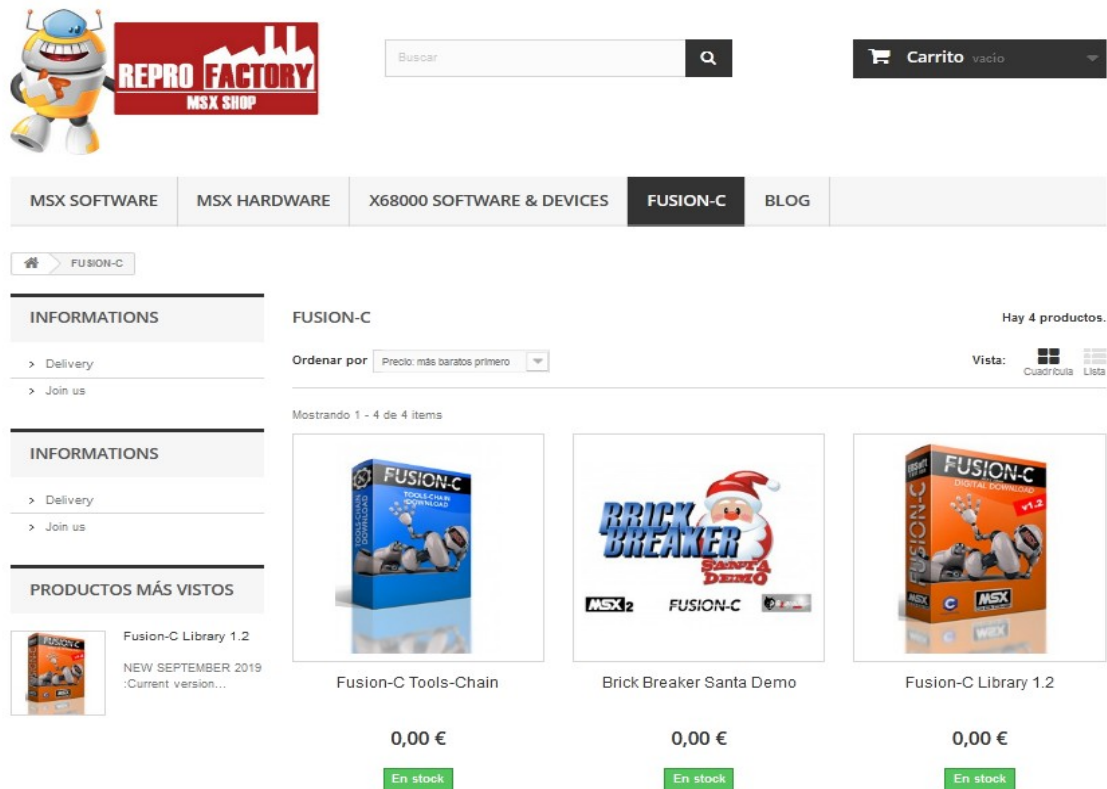 REPRO FACTORY
MSX SHOP
Buscar
Carrito vacío
MSX SOFTWARE
MSX HARDWARE
X68000 SOFTWARE & DEVICES
FUSION-C
BLOG
FUSION-C
INFORMATIONS
> Delivery
> Join us
INFORMATIONS
> Delivery
> Join us
PRODUCTOS MÁS VISTOS
Fusion-C Library 1.2
NEW SEPTEMBER 2019
:Current version...
FUSION-C
Hay 4 productos.
Ordenar por
Precio: más baratos primero
Vista:
Cuadrícula
Lista
Mostrando 1 - 4 de 4 items
FUSION-C
TOOLS-CHAIN
DOWNLOAD
Fusion-C Tools-Chain
0,00 €
En stock
BRICK
BREAKER
SANTA
DEMO
MSX2
FUSION-C
Brick Breaker Santa Demo
0,00 €
En stock
FUSION-C
DIGITAL DOWNLOAD
v1.2
FUSION-C
MSX
MSX
Fusion-C Library 1.2
0,00 €
En stock